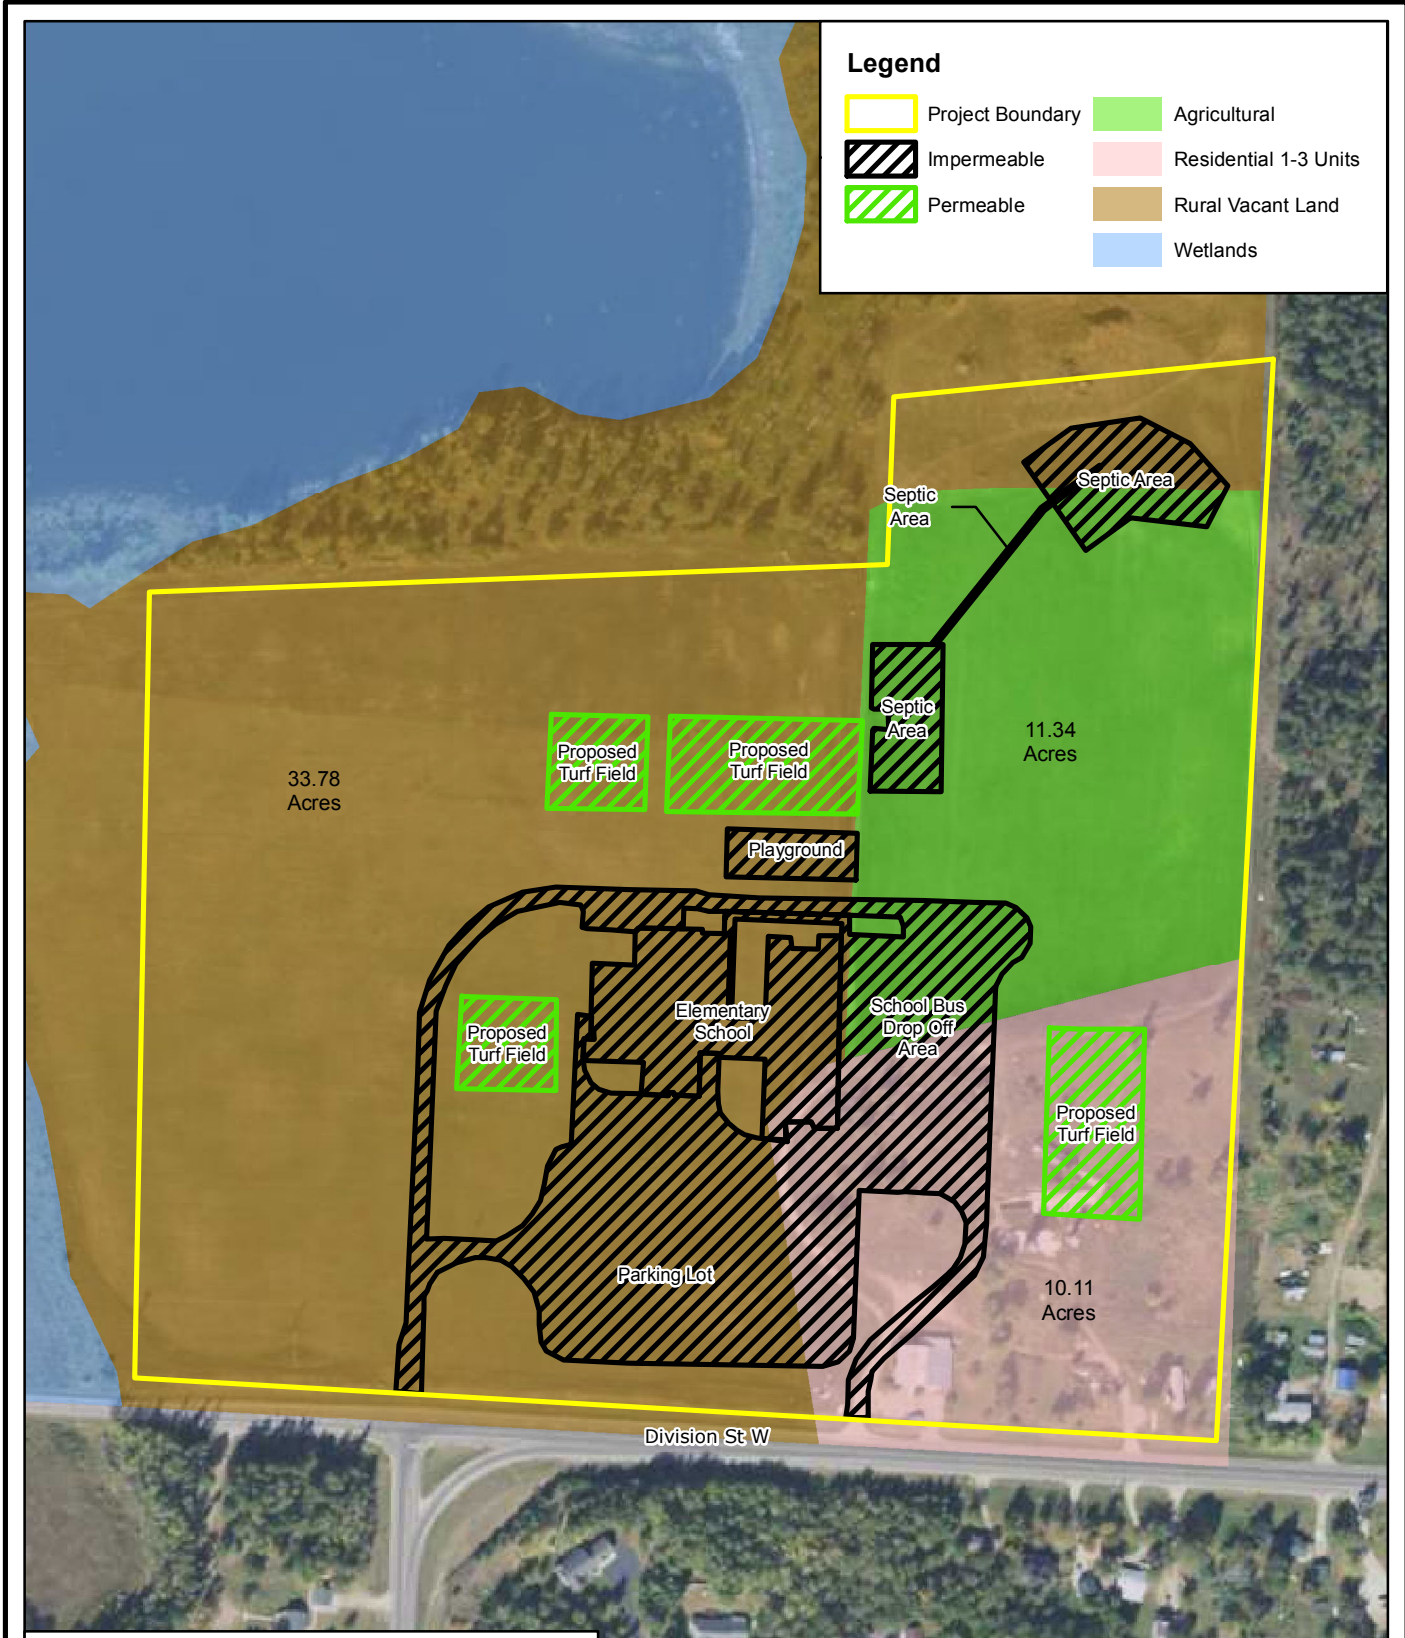 Legend
Project Boundary
Impermeable
Permeable
Agricultural
Residential 1-3 Units
Rural Vacant Land
Wetlands
Septic Area
Septic
Area
Septic
Area
11.34
Acres
33.78
Acres
Proposed
Turf Field
Proposed
Turf Field
Playground
Elementary
School
School Bus
Drop Off
Area
Proposed
Turf Field
Proposed
Turf Field
Parking Lot
10.11
Acres
Division St W